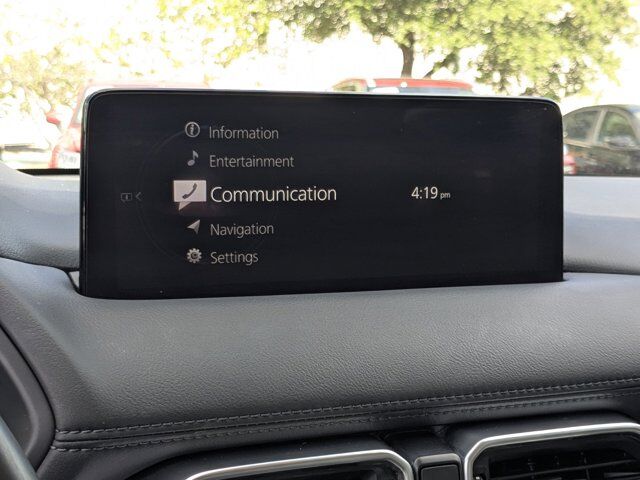 Information
Entertainment
Communication 4:19 pm
Navigation
Settings